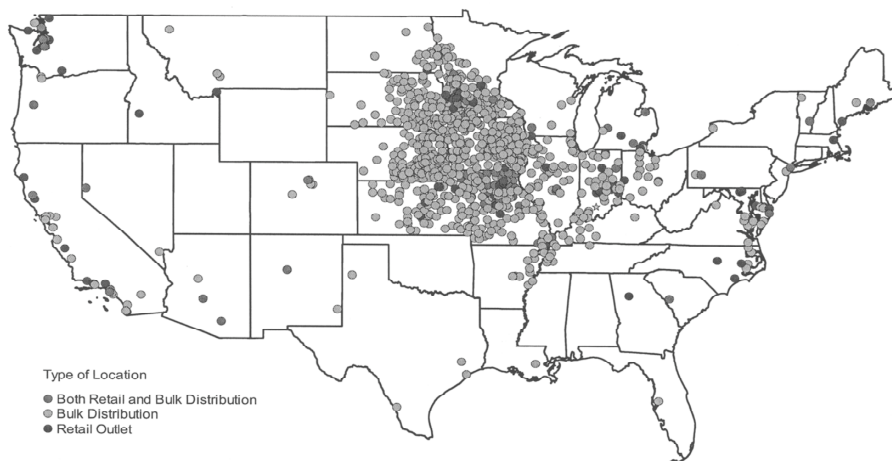 Type of Location
Both Retail and Bulk Distribution
Bulk Distribution
Retail Outlet